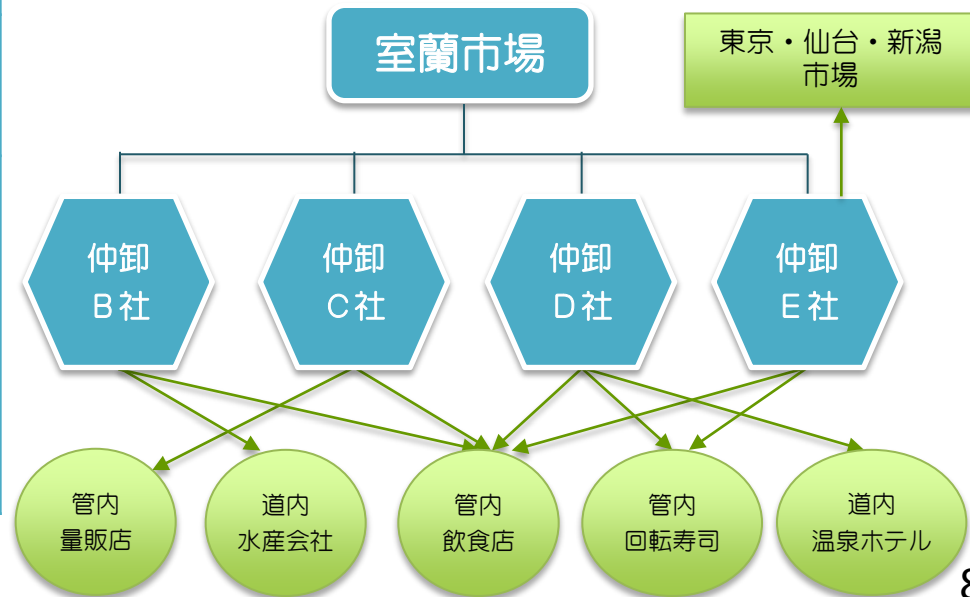 室蘭市場
東京・仙台・新潟
市場
仲卸
B社
仲卸
C社
仲卸
D社
仲卸
E社
管内
量販店
道内
水産会社
管内
飲食店
管内
回転寿司
道内
温泉ホテル
8